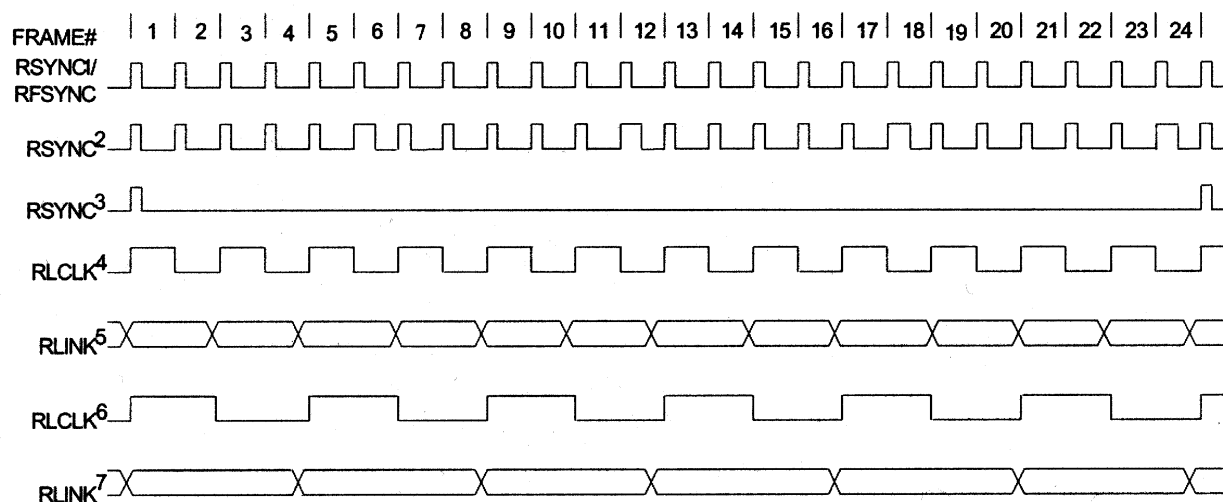 FRAME# | 1 | 2 | 3 | 4 | 5 | 6 | 7 | 8 | 9 | 10 | 11 | 12 | 13 | 14 | 15 | 16 | 17 | 18 | 19 | 20 | 21 | 22 | 23 | 24 |
RSYNC1/
RFSYNC
RSYNC2
RSYNC3
RLCLK4
RLINK5
RLCLK6
RLINK7